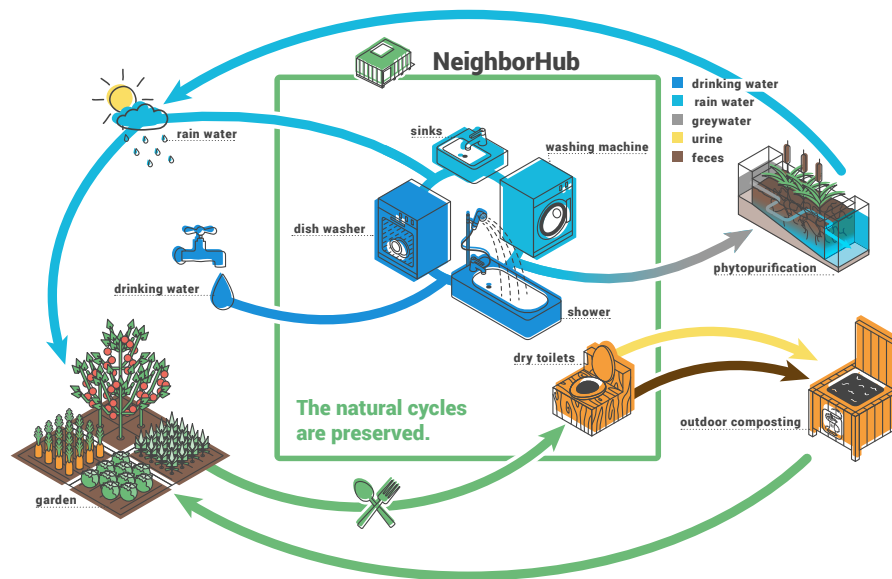 NeighborHub
drinking water
rain water
greywater
urine
feces
rain water
sinks
washing machine
dish washer
drinking water
phytopurification
shower
dry toilets
The natural cycles
are preserved.
outdoor composting
garden